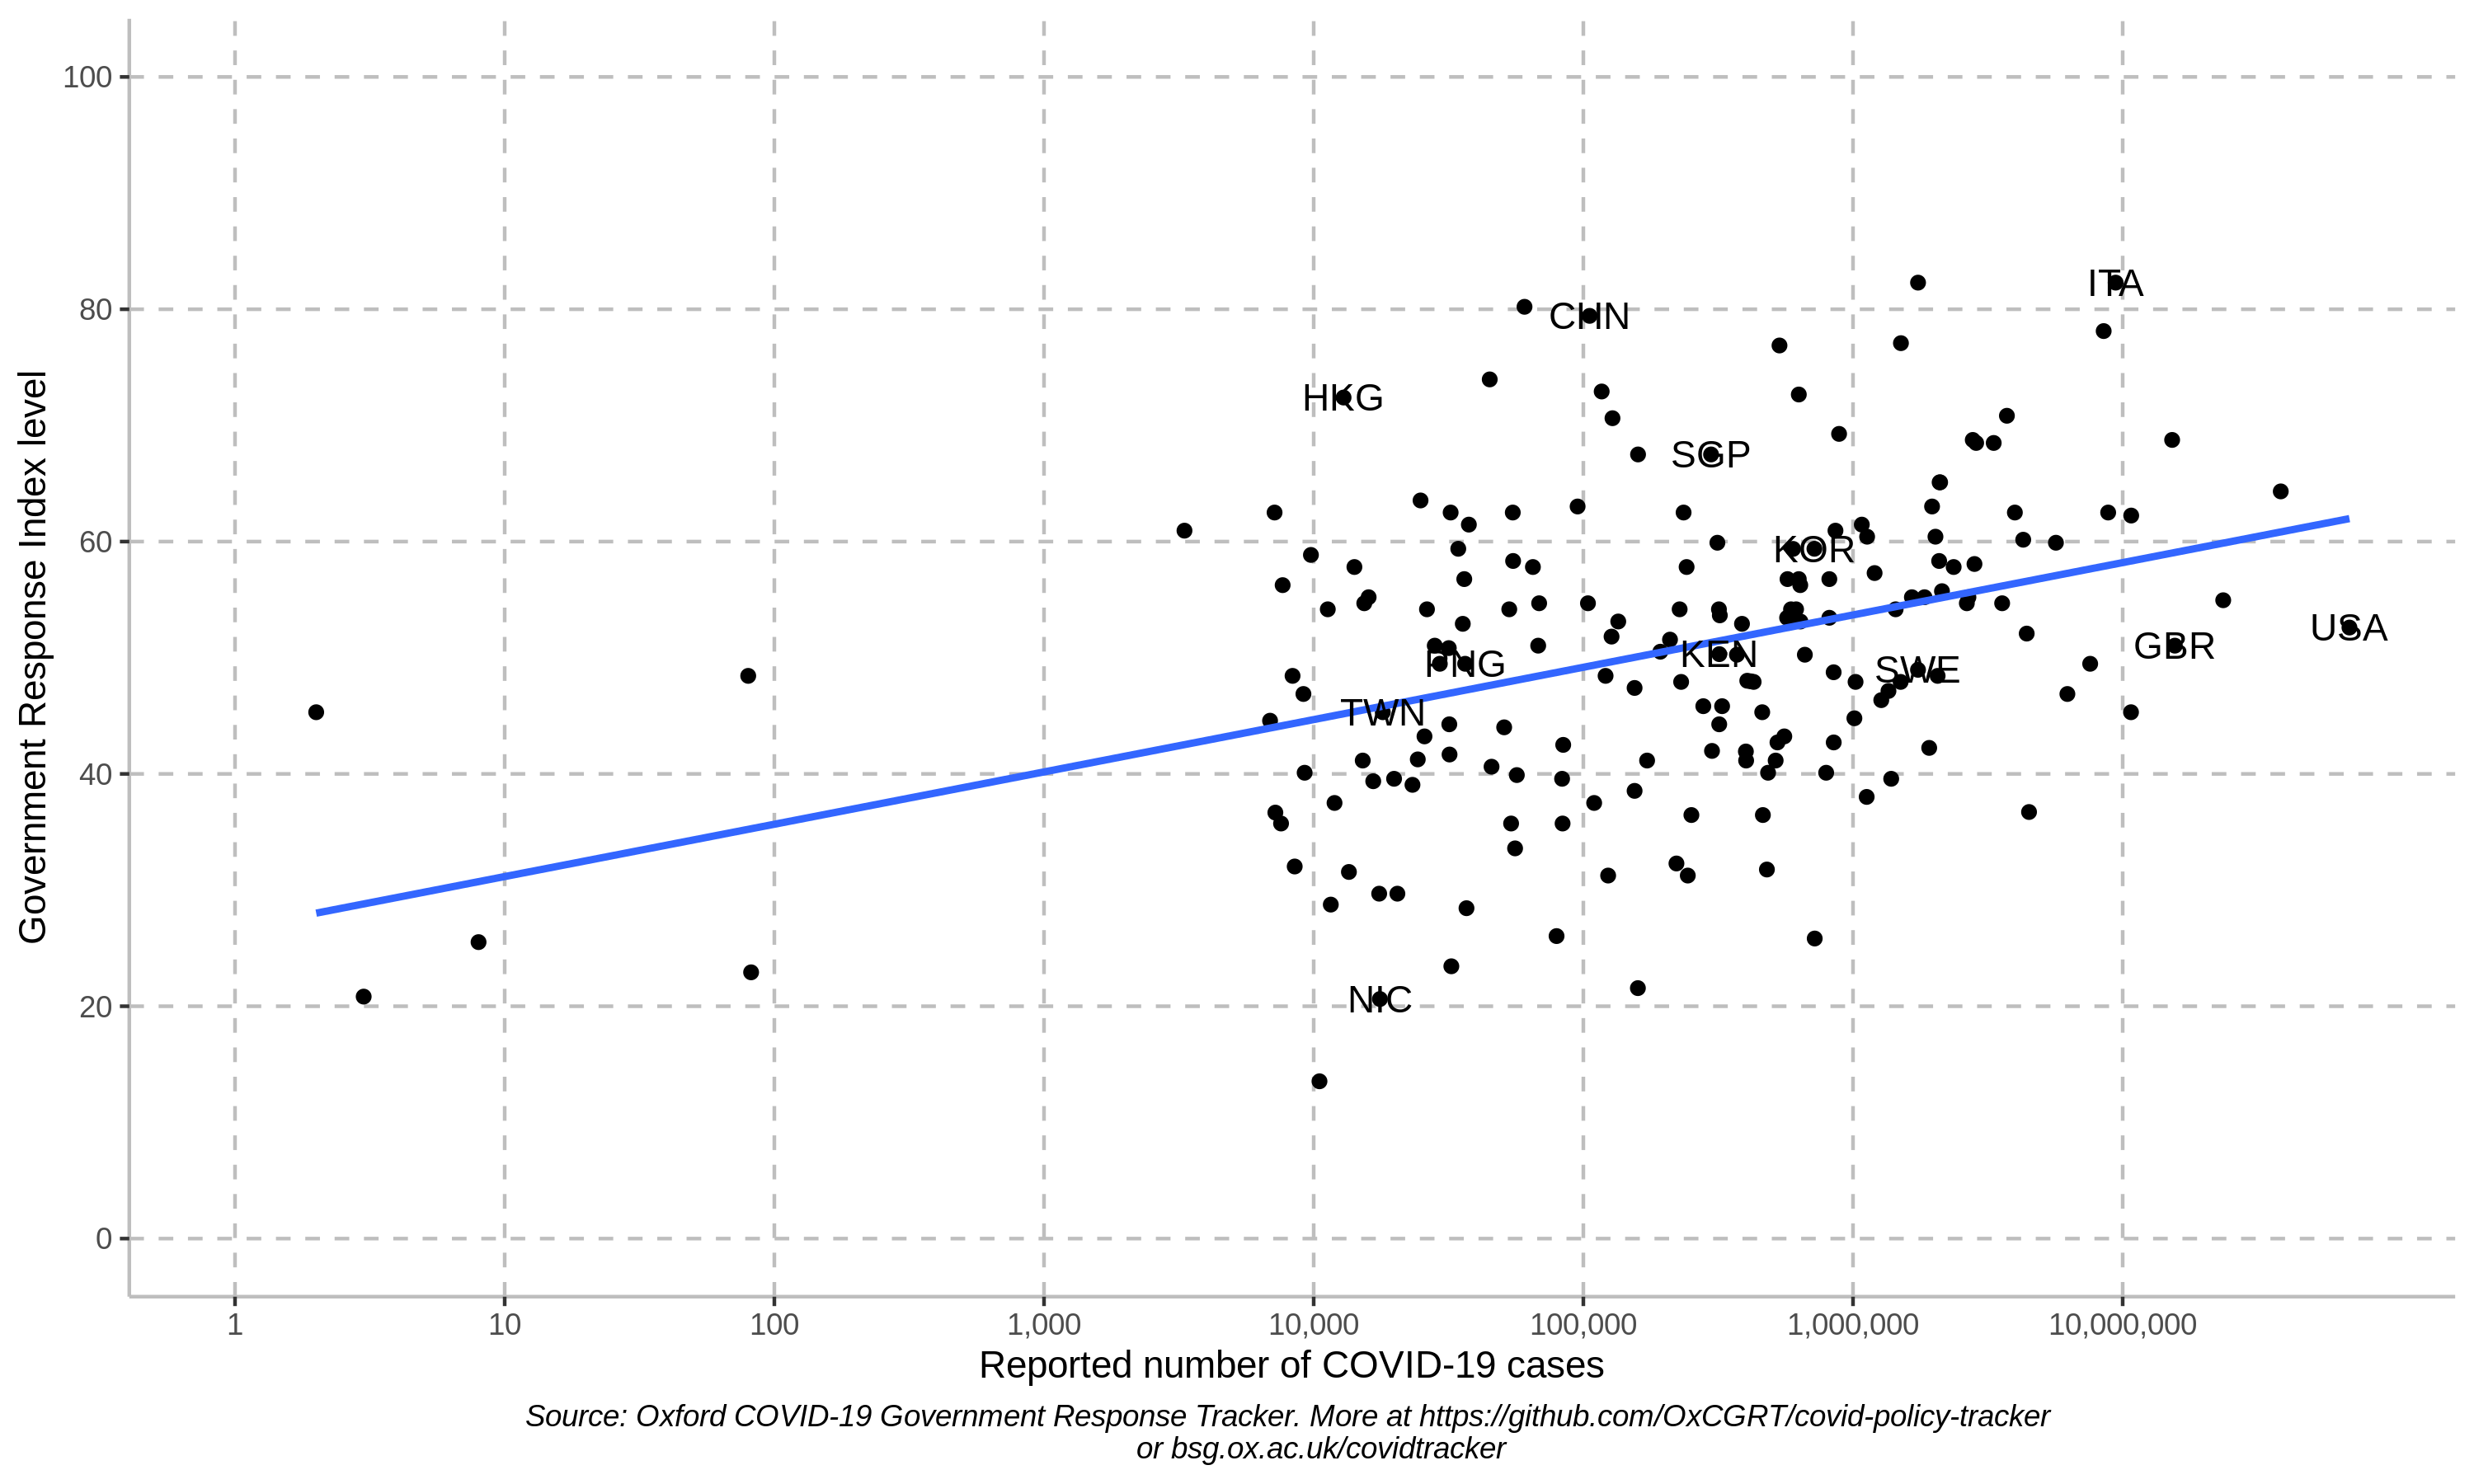 Government Response Index level
100
80
60
40
20
0
ITA
CHN
HKG
SGP
KOR
USA
GBR
KEN
PNG
SWE
TWN
NIC
1 10 100 1,000 10,000 100,000 1,000,000 10,000,000
Reported number of COVID-19 cases
Source: Oxford COVID-19 Government Response Tracker. More at https://github.com/OxCGRT/covid-policy-tracker
or bsg.ox.ac.uk/covidtracker